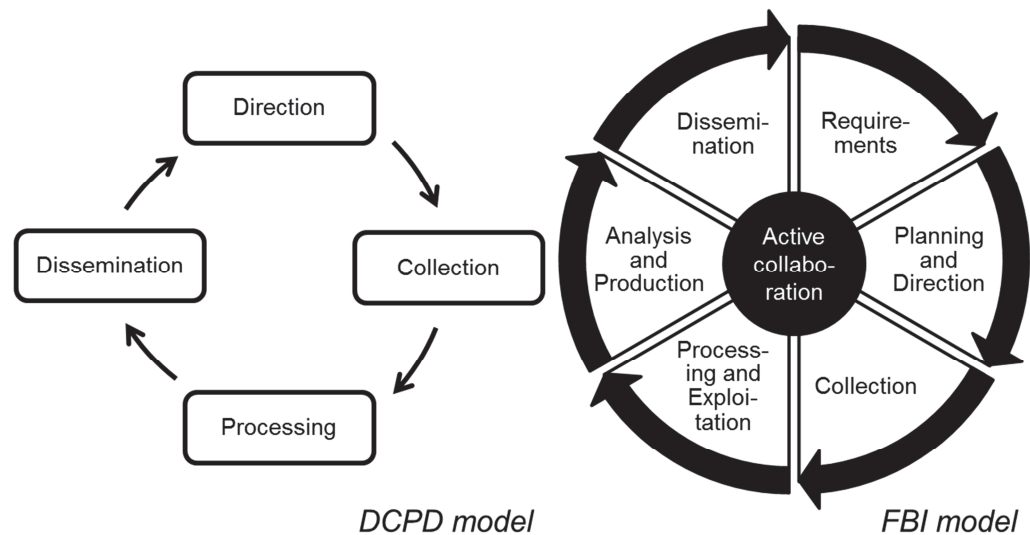 Direction
Collection
Processing
Dissemination
DCPD model
Dissemi-
nation
Require-
ments
Planning
and
Direction
Collection
Process-
ing and
Exploi-
tation
Analysis
and
Production
Active
collabo-
ration
FBI model